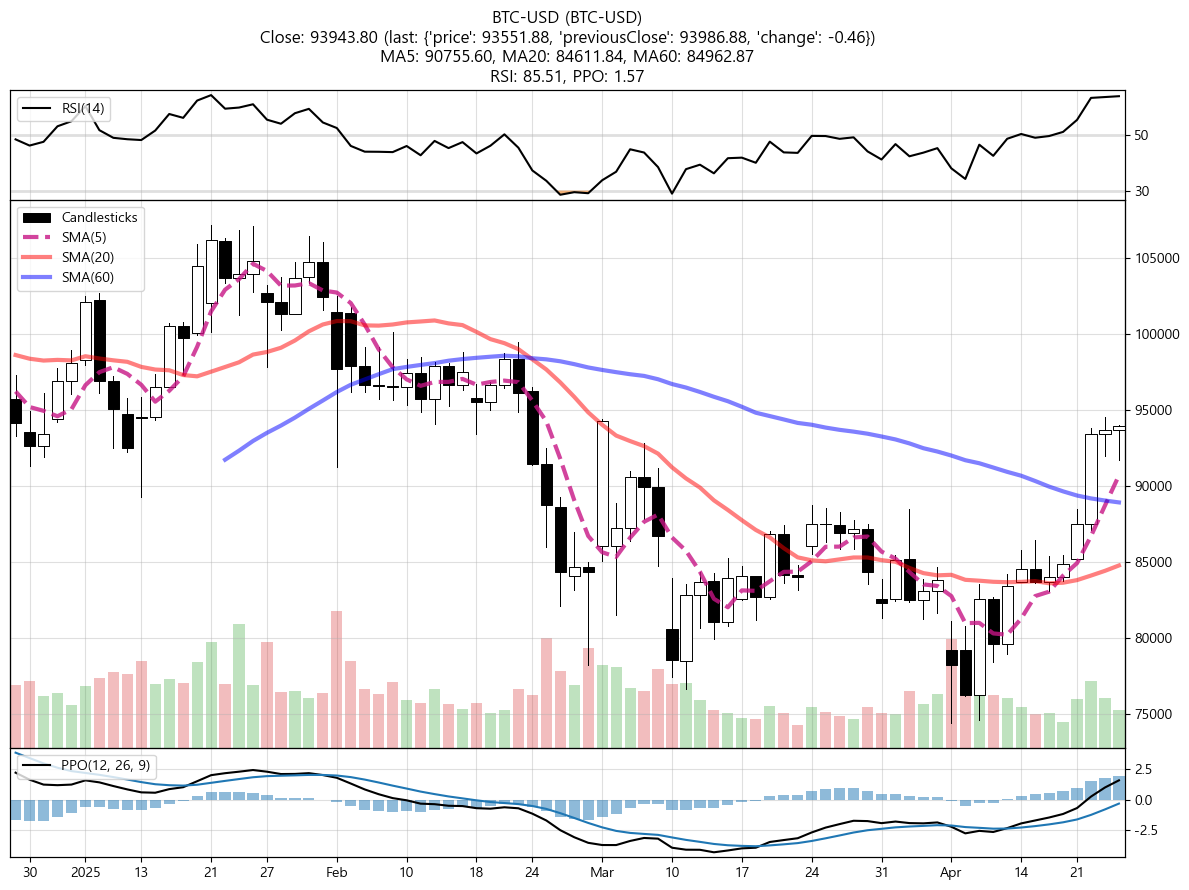 BTC-USD (BTC-USD)
Close: 93943.80 (last: {'price': 93551.88, 'previousClose': 93986.88, 'change': -0.46})
MA5: 90755.60, MA20: 84611.84, MA60: 84962.87
RSI: 85.51, PPO: 1.57
RSI(14)
50
30
Candlesticks
SMA(5)
SMA(20)
SMA(60)
105000
100000
95000
90000
85000
80000
75000
PPO(12, 26, 9)
2.5
0.0
−2.5
30 2025 13 21 27 Feb 10 18 24 Mar 10 17 24 31 Apr 14 21